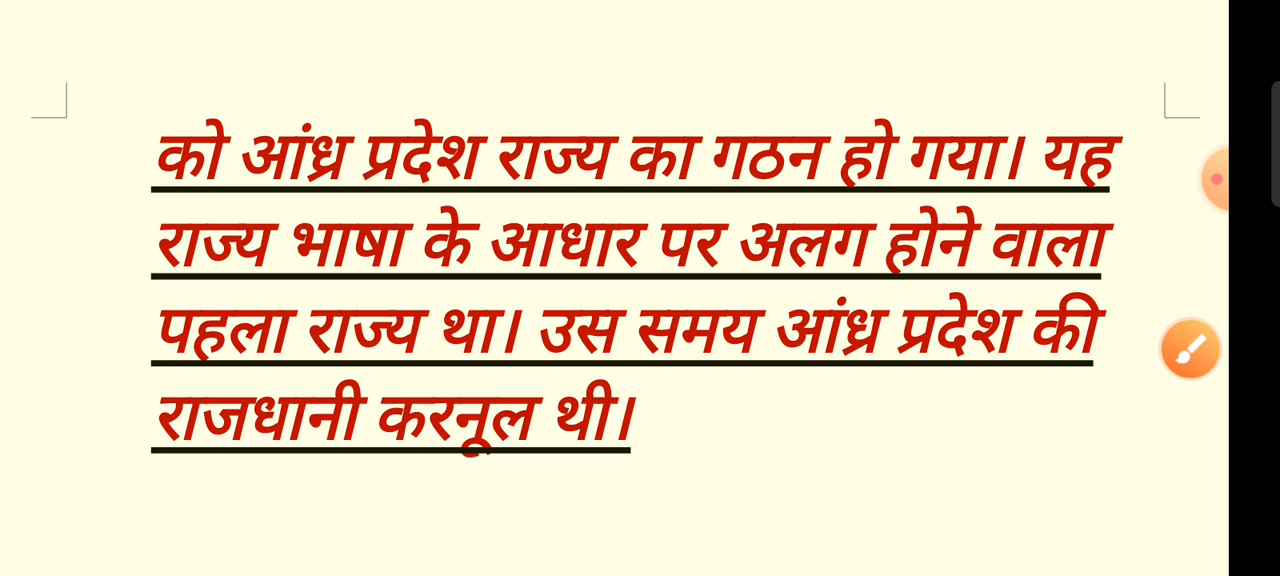 को आंध्र प्रदेश राज्य का गठन हो गया। यह
राज्य भाषा के आधार पर अलग होने वाला
पहला राज्य था। उस समय आंध्र प्रदेश की
राजधानी करनूल थी।